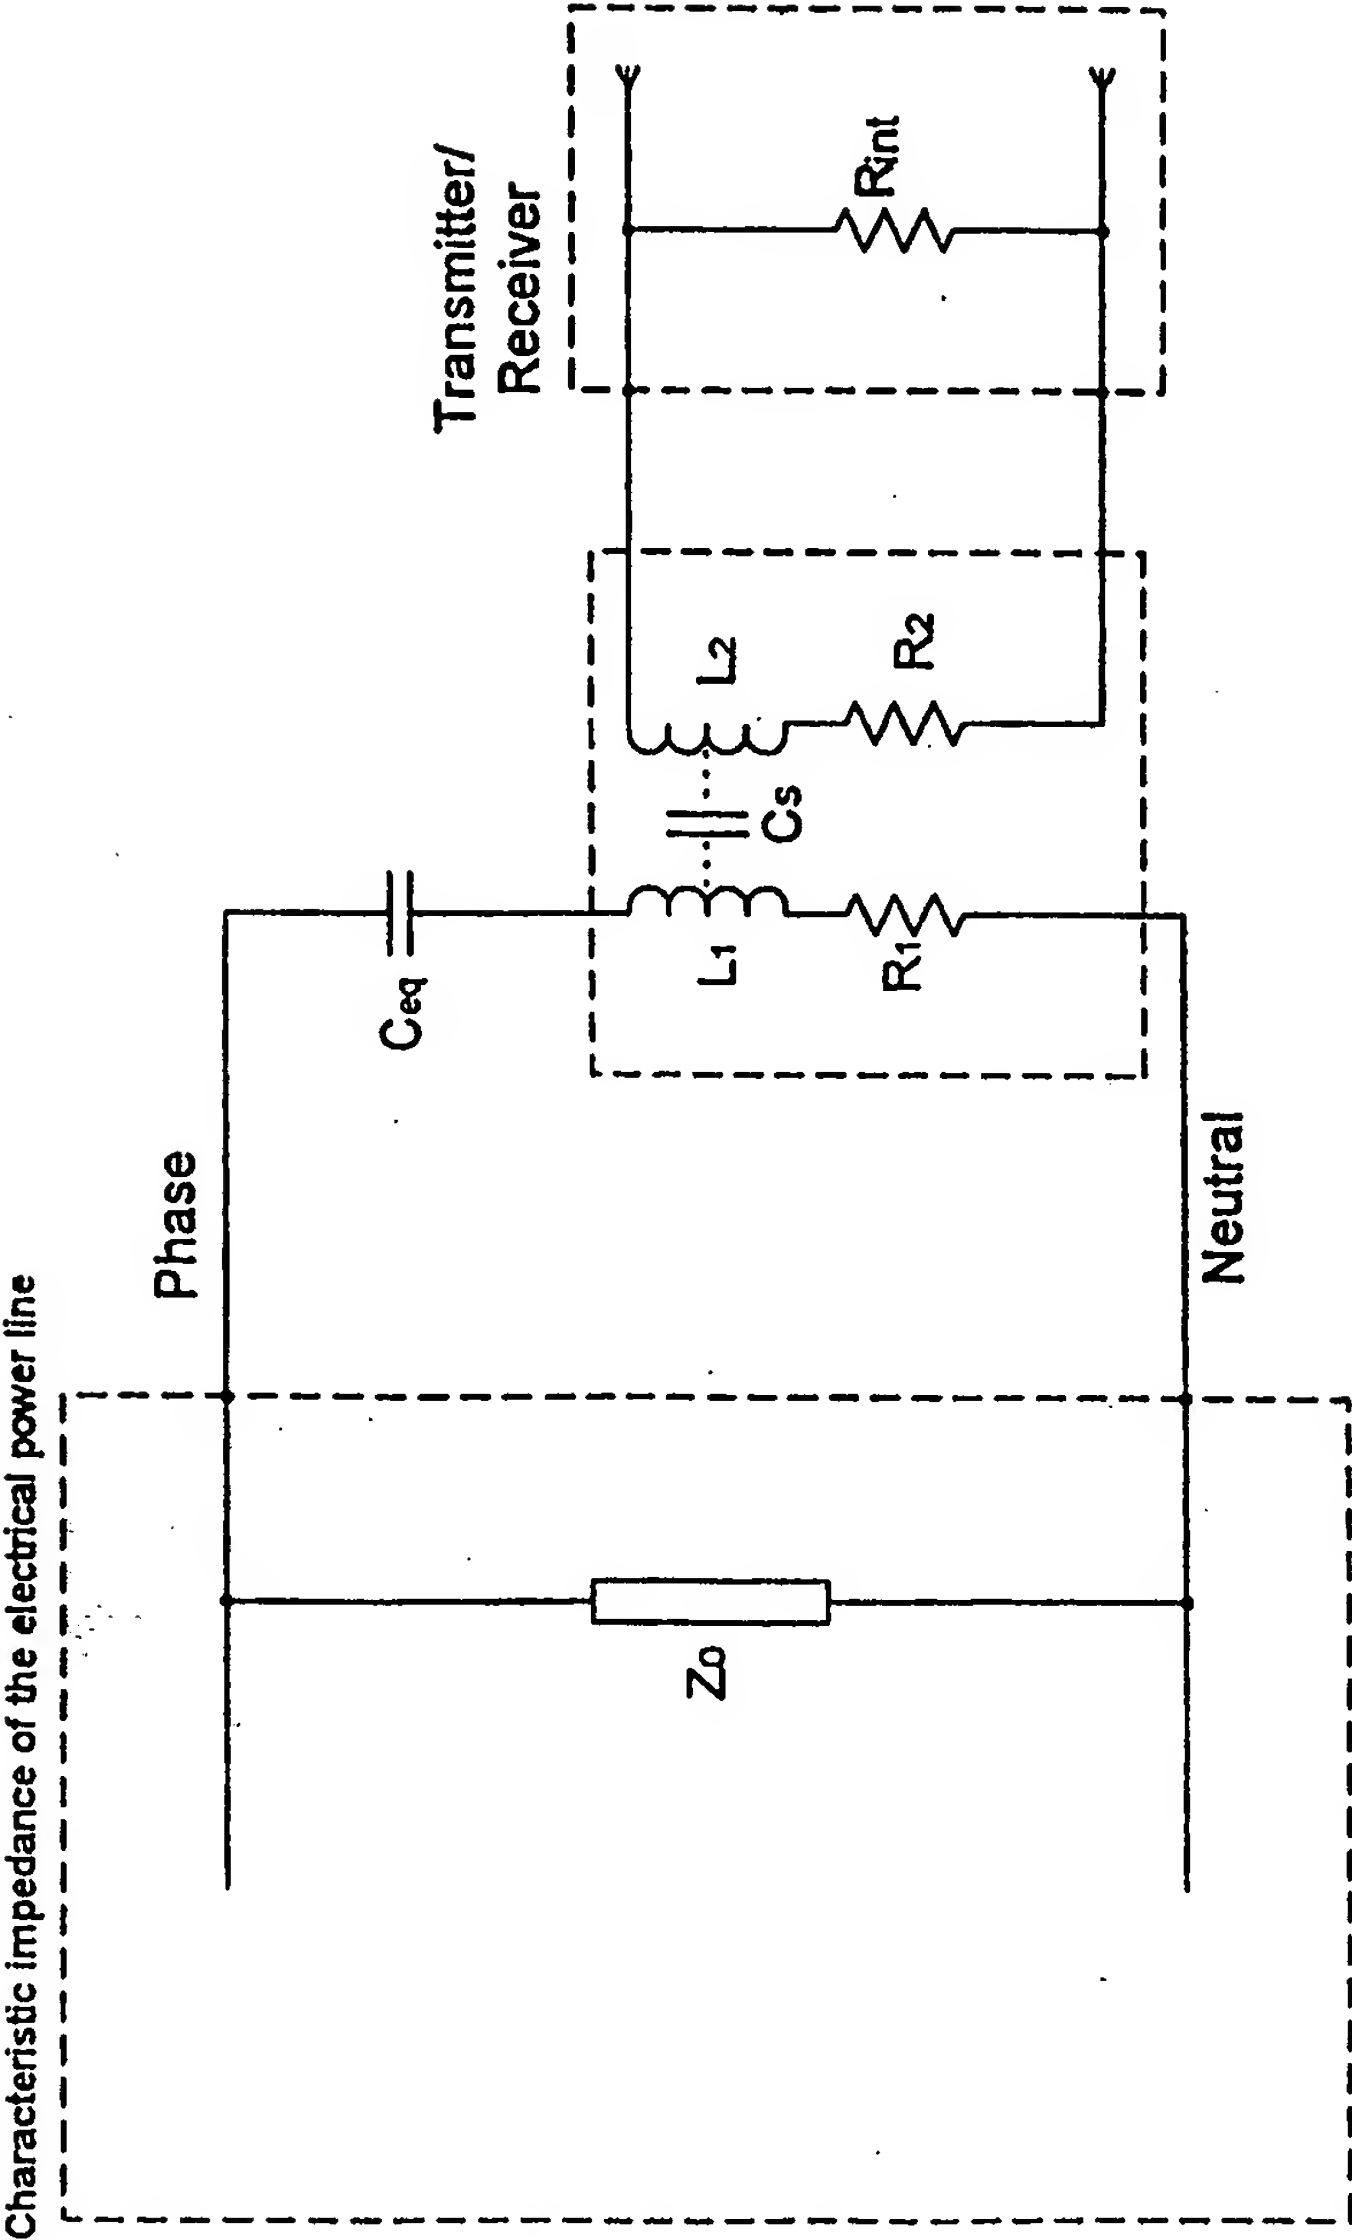 Characteristic impedance of the electrical power line
Phase
Neutral
Z0
Ceq
L1
R1
Cs
L2
R2
Transmitter/
Receiver
Rint